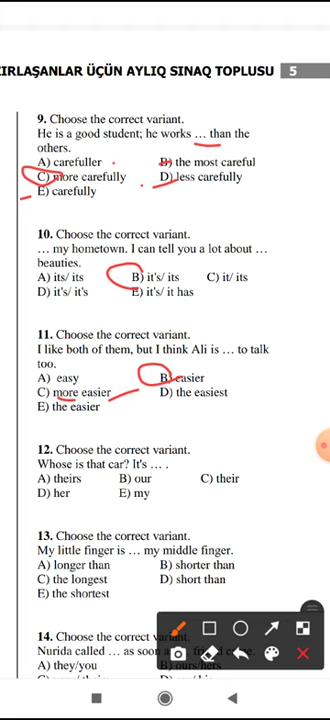 ZIRLAŞANLAR ÜÇÜN AYLIQ SINAQ TOPLUSU 5
9. Choose the correct variant.
He is a good student; he works … than the
others.
A) carefuller B) the most careful
C) more carefully D) less carefully
E) carefully
10. Choose the correct variant.
… my hometown. I can tell you a lot about …
beauties.
A) its/ its B) it's/ its C) it/ its
D) it's/ it's E) it's/ it has
11. Choose the correct variant.
I like both of them, but I think Ali is … to talk
too.
A) easy B) easier
C) more easier D) the easiest
E) the easier
12. Choose the correct variant.
Whose is that car? It's … .
A) theirs B) our C) their
D) her E) my
13. Choose the correct variant.
My little finger is … my middle finger.
A) longer than B) shorter than
C) the longest D) short than
E) the shortest
14. Choose the correct variant.
Nurida called … as soon
A) they/you B) ours/hers